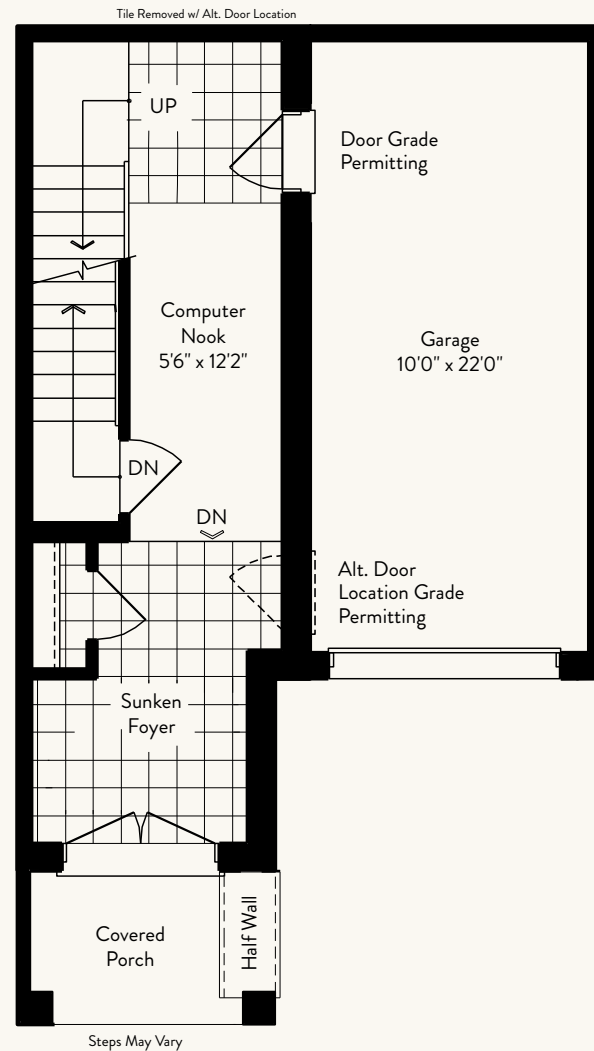 Tile Removed w/ Alt. Door Location
UP
Door Grade
Permitting
Computer
Nook
5'6" x 12'2"
Garage
10'0" x 22'0"
DN
DN
Alt. Door
Location Grade
Permitting
Sunken
Foyer
Covered
Porch
Half Wall
Steps May Vary